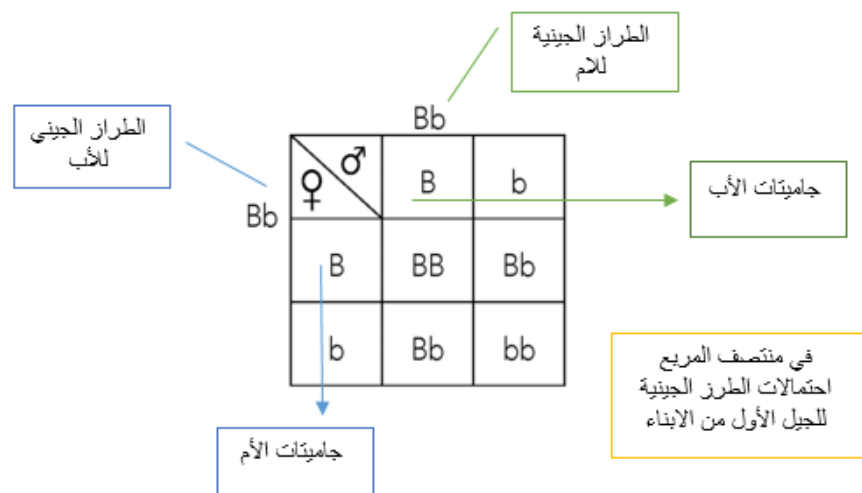 الطراز الجينية
للام
Bb
الطراز الجيني
للأب
Bb
♀ ♂ B b
جاميتات الأب
B BB Bb
b Bb bb
في منتصف المربع
احتمالات الطرز الجينية
للجيل الأول من الابناء
جاميتات الأم